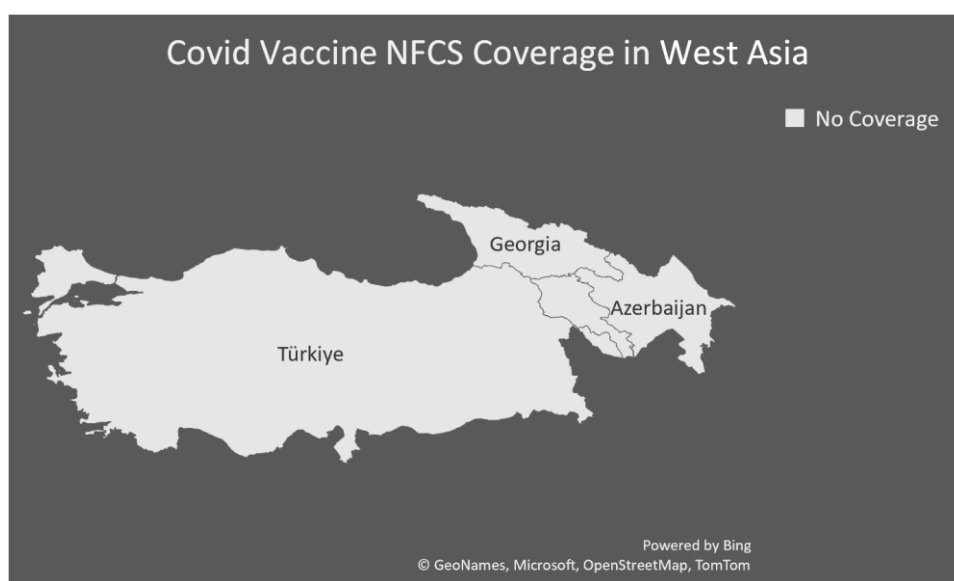 Covid Vaccine NFCS Coverage in West Asia
No Coverage
Georgia
Azerbaijan
Türkiye
Powered by Bing
© GeoNames, Microsoft, OpenStreetMap, TomTom